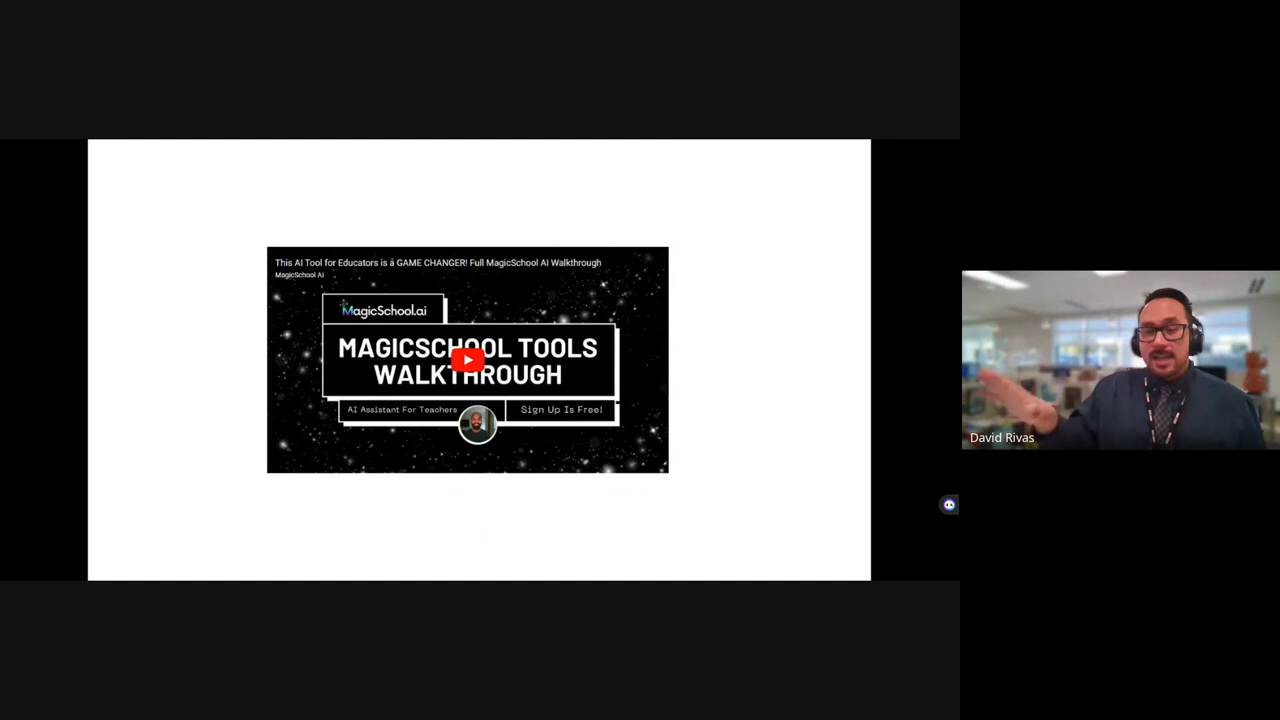 This AI Tool for Educators is a GAME CHANGER! Full MagicSchool AI Walkthrough
MagicSchool AI
MagicSchool.ai
MAGICSCHOOL TOOLS
WALKTHROUGH
AI Assistant For Teachers
Sign Up Is Free!
David Rivas